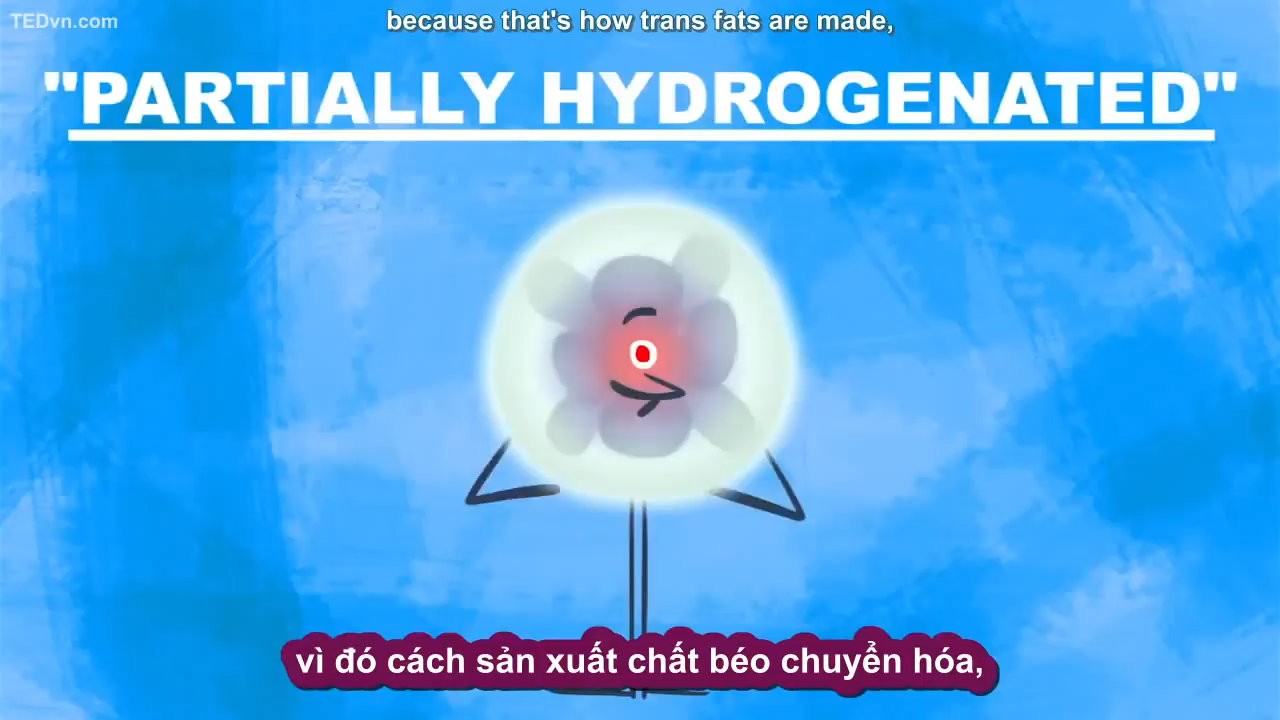 TEDvn.com
because that's how trans fats are made,
"PARTIALLY HYDROGENATED"
vì đó cách sản xuất chất béo chuyển hóa,